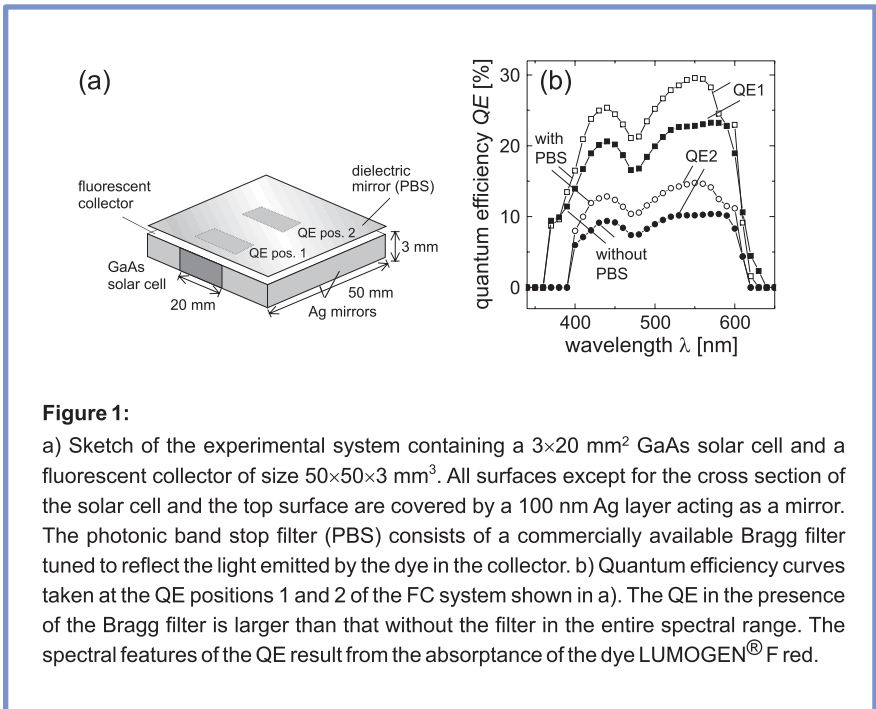 (a)
fluorescent
collector
dielectric
mirror (PBS)
QE pos. 2
QE pos. 1
3 mm
GaAs
solar cell
20 mm
50 mm
Ag mirrors
(b)
quantum efficiency QE [%]
30
20
10
0
QE1
with
PBS
QE2
without
PBS
400
500
600
wavelength λ [nm]
Figure 1:
a) Sketch of the experimental system containing a 3×20 mm² GaAs solar cell and a
fluorescent collector of size 50×50×3 mm³. All surfaces except for the cross section of
the solar cell and the top surface are covered by a 100 nm Ag layer acting as a mirror.
The photonic band stop filter (PBS) consists of a commercially available Bragg filter
tuned to reflect the light emitted by the dye in the collector. b) Quantum efficiency curves
taken at the QE positions 1 and 2 of the FC system shown in a). The QE in the presence
of the Bragg filter is larger than that without the filter in the entire spectral range. The
spectral features of the QE result from the absorptance of the dye LUMOGEN® F red.